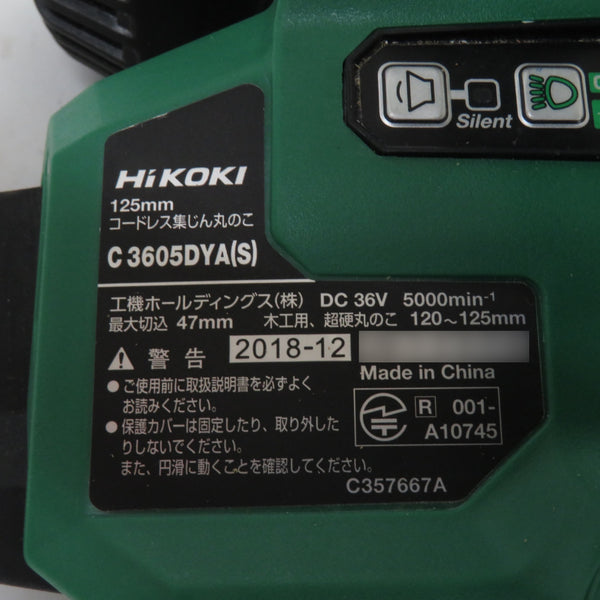 Silent
HiKOKI
125mm
コードレス集じん丸のこ
C 3605DYA(S)
工機ホールディングス(株) DC 36V 5000min⁻¹
最大切込 47mm 木工用、超硬丸のこ 120～125mm
警告 2018-12
Made in China
●ご使用前に取扱説明書を必ずよく
お読みください。
●保護カバーは固定したり、取り外した
りしないでください。
また、円滑に動くことを確認してください。
R 001-
A10745
C357667A